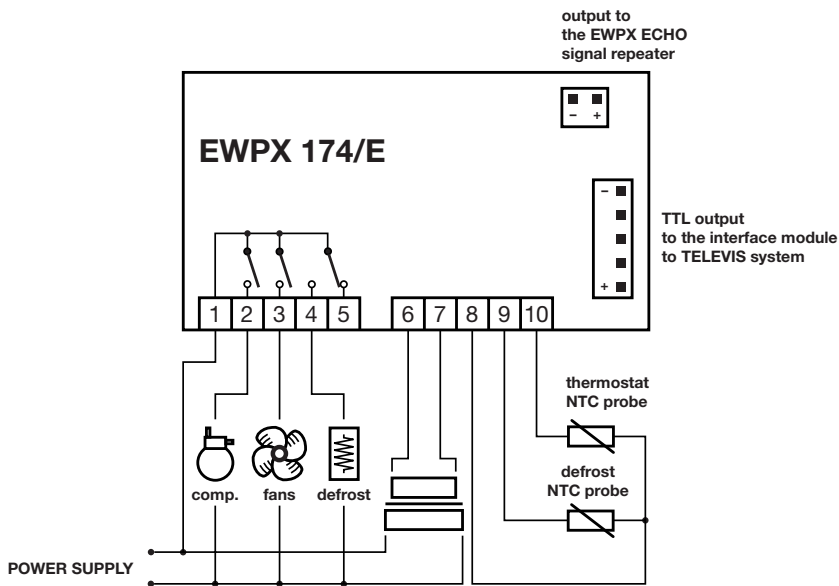 output to
the EWPX ECHO
signal repeater
− +
EWPX 174/E
−
TTL output
to the interface module
to TELEVIS system
+
1 2 3 4 5 6 7 8 9 10
thermostat
NTC probe
defrost
NTC probe
comp. fans defrost
POWER SUPPLY